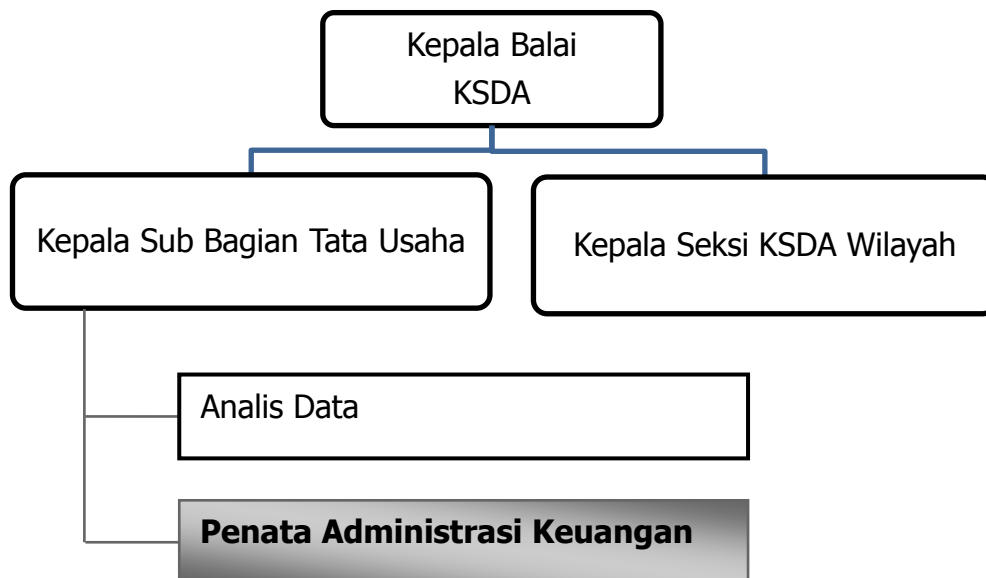 Kepala Balai
KSDA
Kepala Sub Bagian Tata Usaha
Kepala Seksi KSDA Wilayah
Analis Data
Penata Administrasi Keuangan